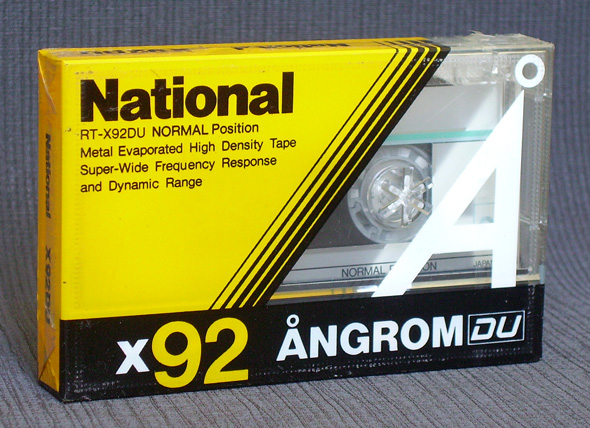 National
RT-X92DU NORMAL Position
Metal Evaporated High Density Tape
Super-Wide Frequency Response
and Dynamic Range
National
NORMAL
JAPAN
Å
x92 ÅNGROM DU